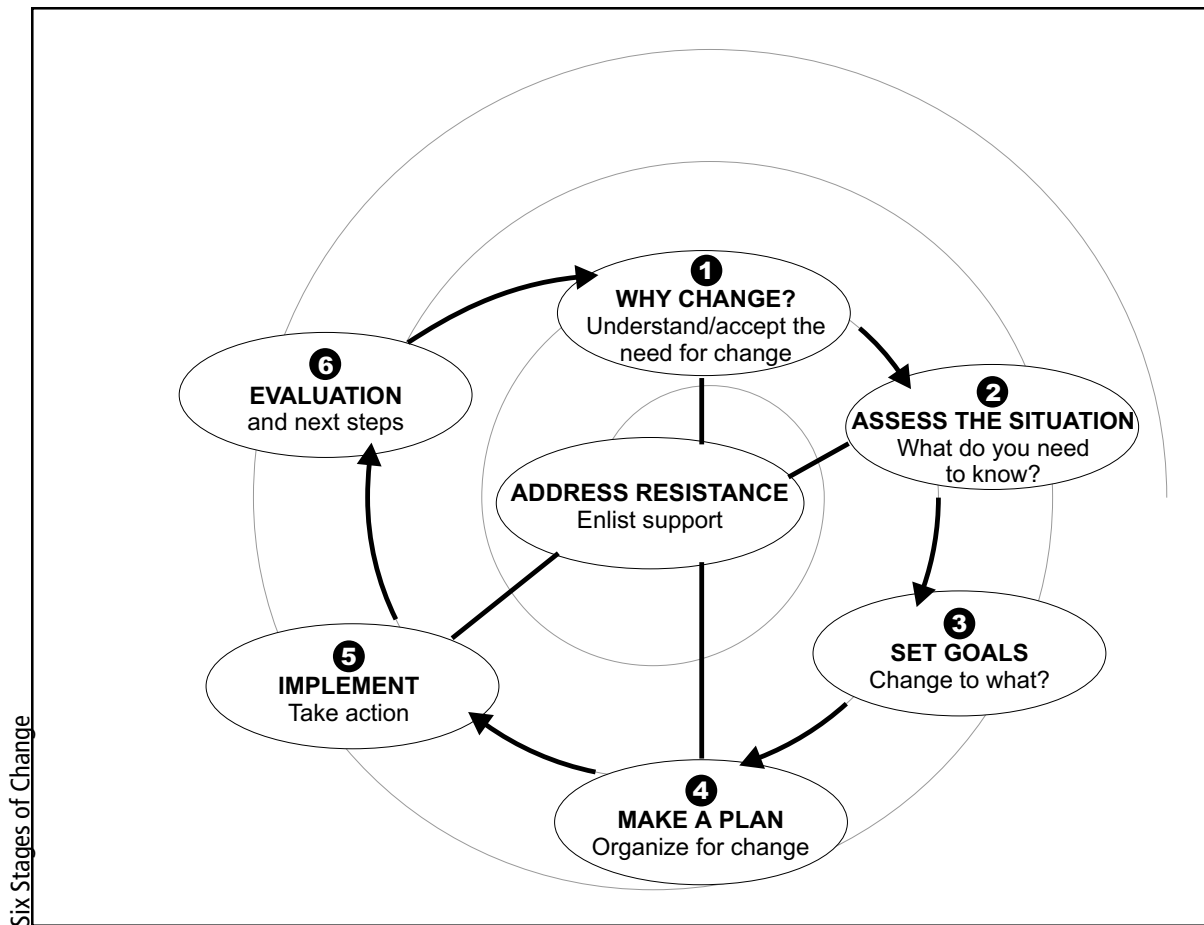 1
WHY CHANGE?
Understand/accept the
need for change
2
ASSESS THE SITUATION
What do you need
to know?
3
SET GOALS
Change to what?
4
MAKE A PLAN
Organize for change
5
IMPLEMENT
Take action
6
EVALUATION
and next steps
ADDRESS RESISTANCE
Enlist support
Six Stages of Change